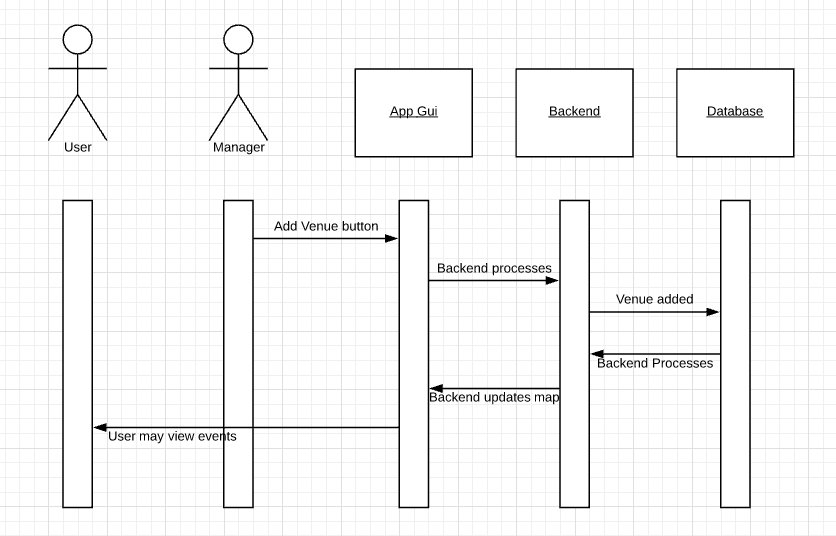 User
Manager
App Gui
Backend
Database
Add Venue button
Backend processes
Venue added
Backend Processes
Backend updates map
User may view events